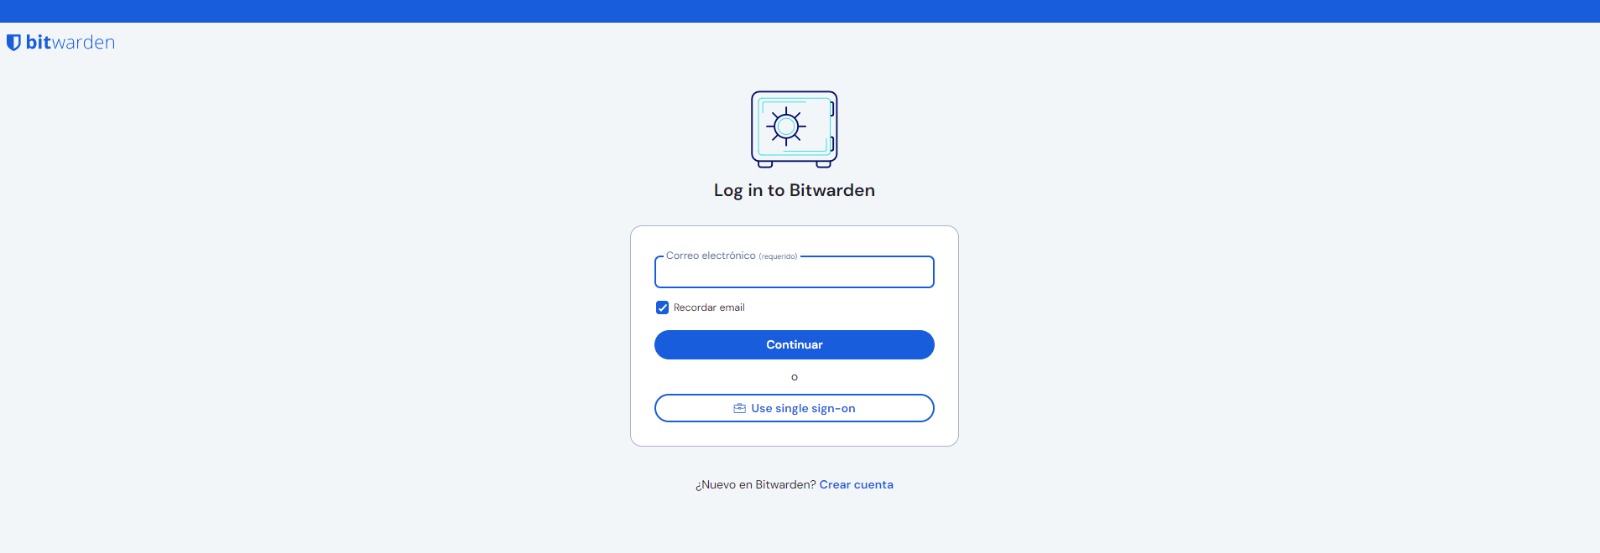 bitwarden
Log in to Bitwarden
Correo electrónico (requerido)
Recordar email
Continuar
o
Use single sign-on
¿Nuevo en Bitwarden? Crear cuenta